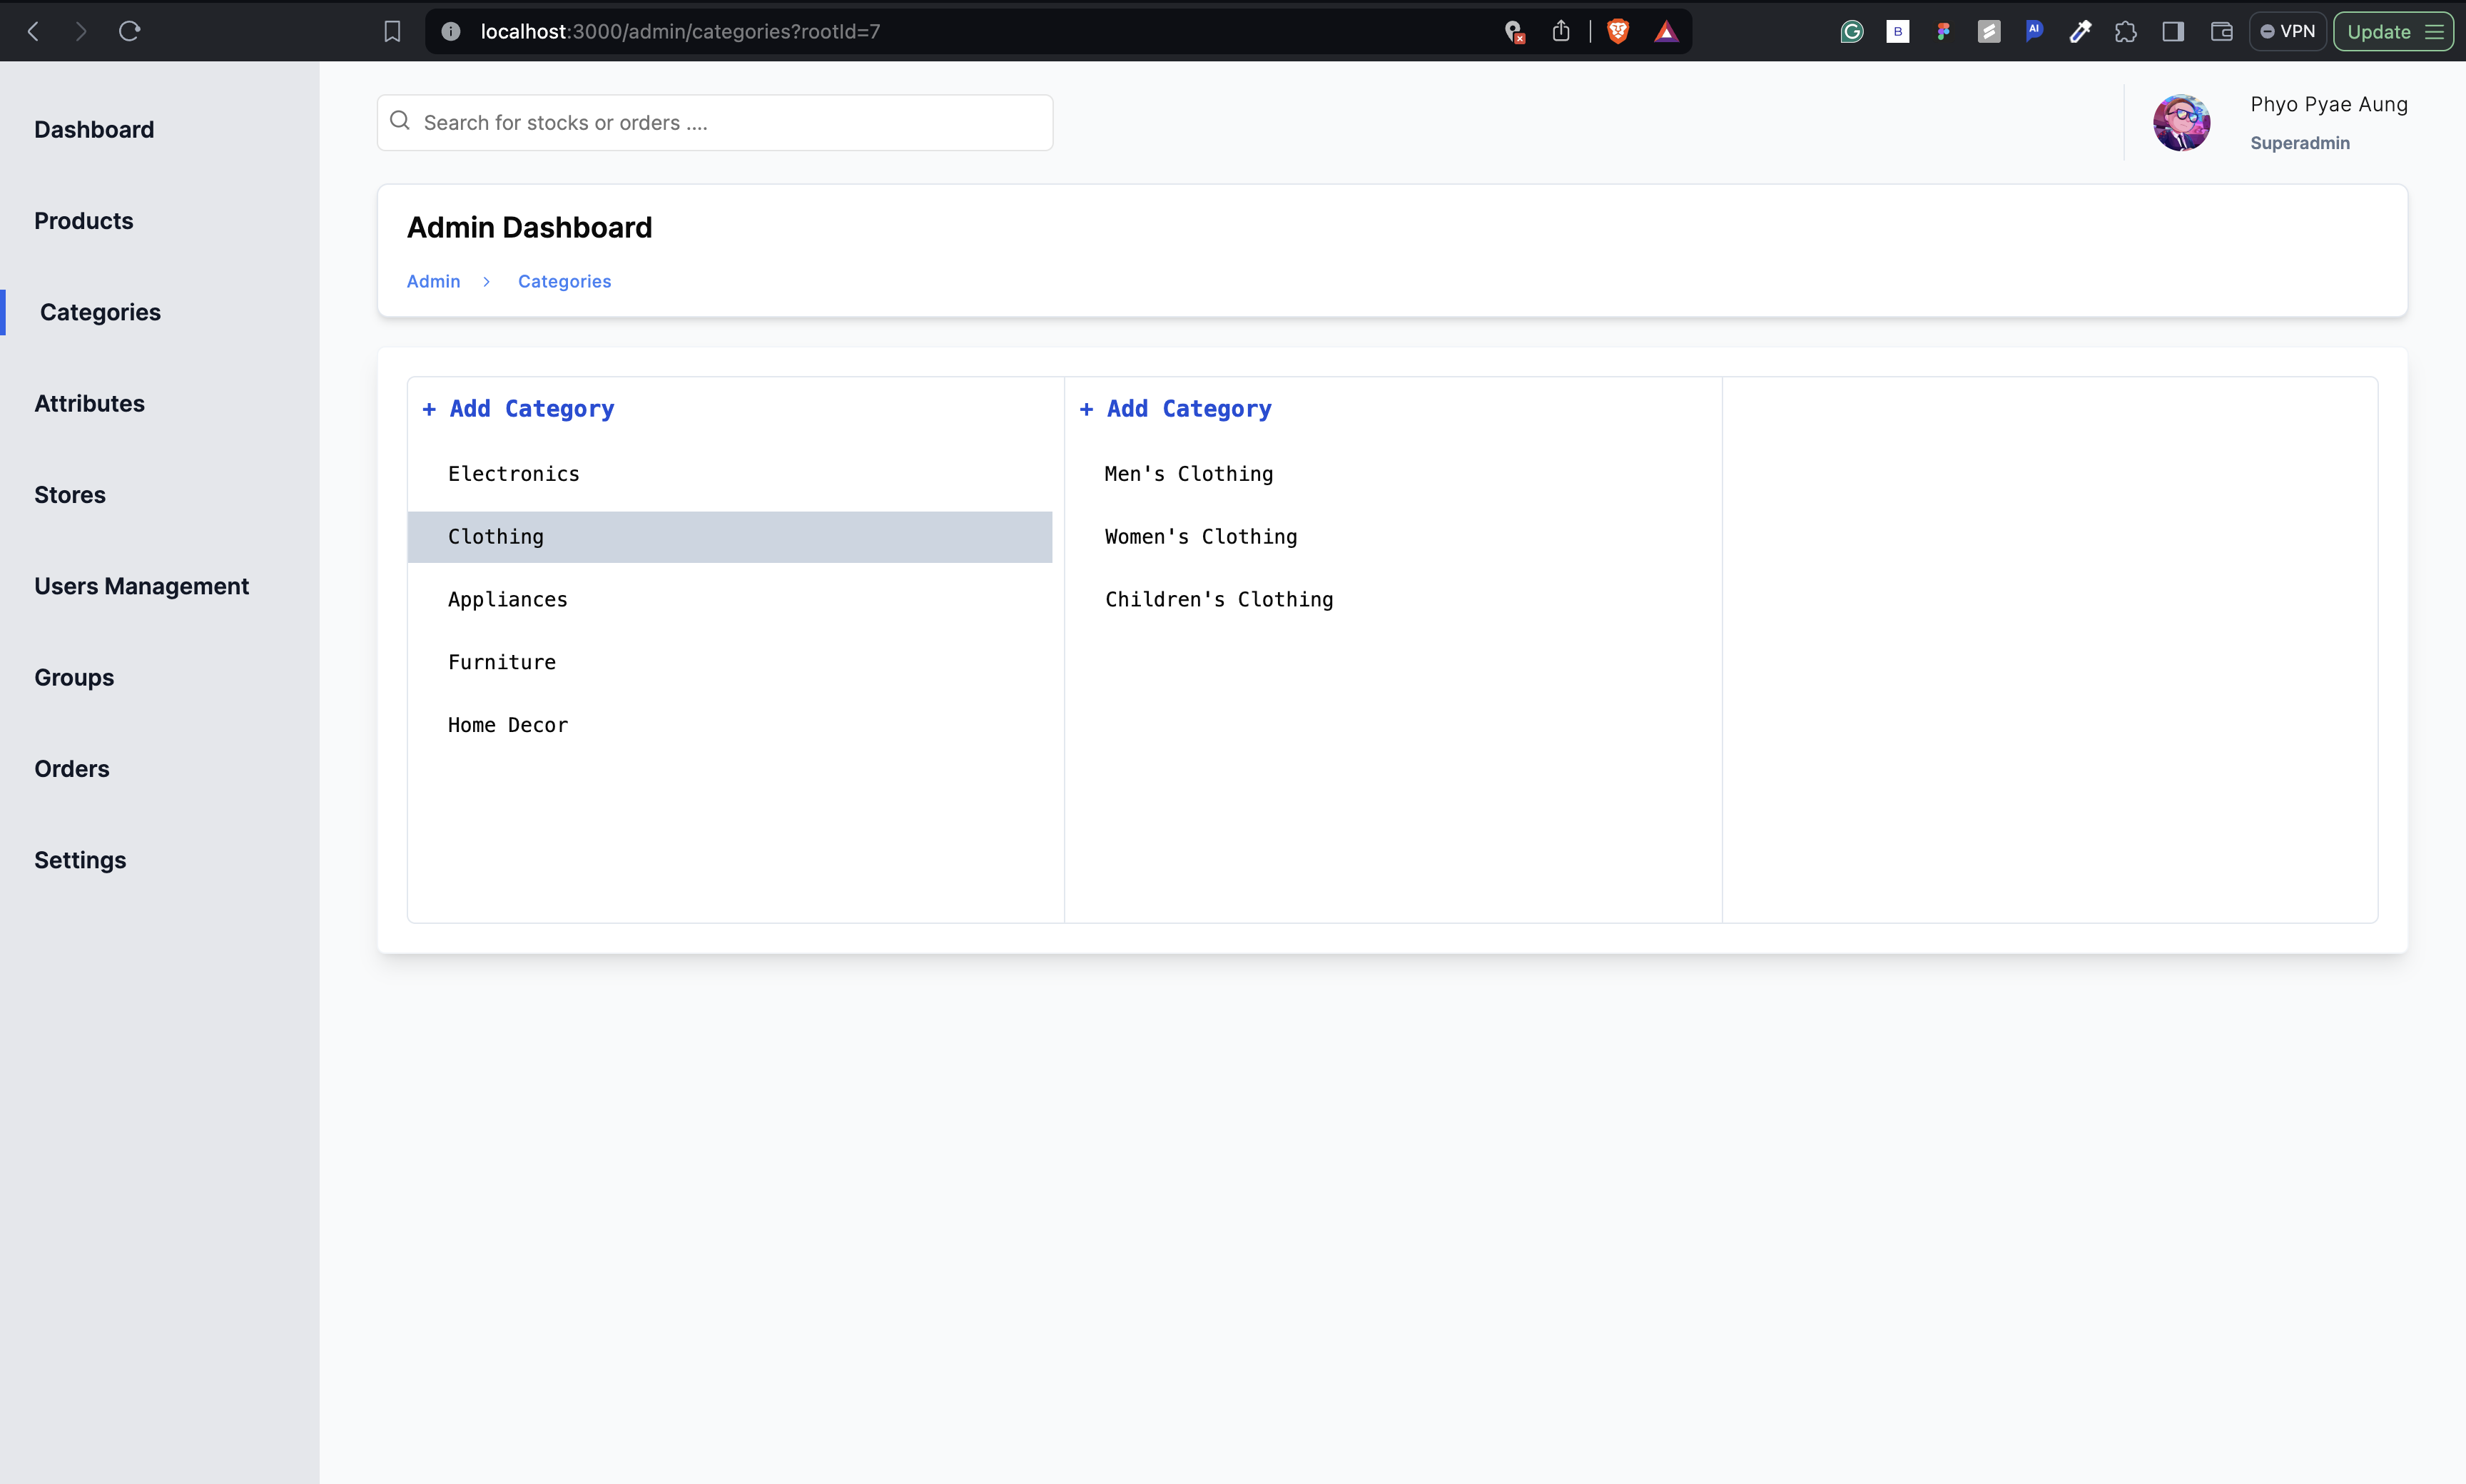 localhost:3000/admin/categories?rootId=7
B
AI
VPN
Update
Dashboard
Products
Categories
Attributes
Stores
Users Management
Groups
Orders
Settings
Search for stocks or orders ....
Phyo Pyae Aung
Superadmin
Admin Dashboard
Admin > Categories
+ Add Category
Electronics
Clothing
Appliances
Furniture
Home Decor
+ Add Category
Men's Clothing
Women's Clothing
Children's Clothing